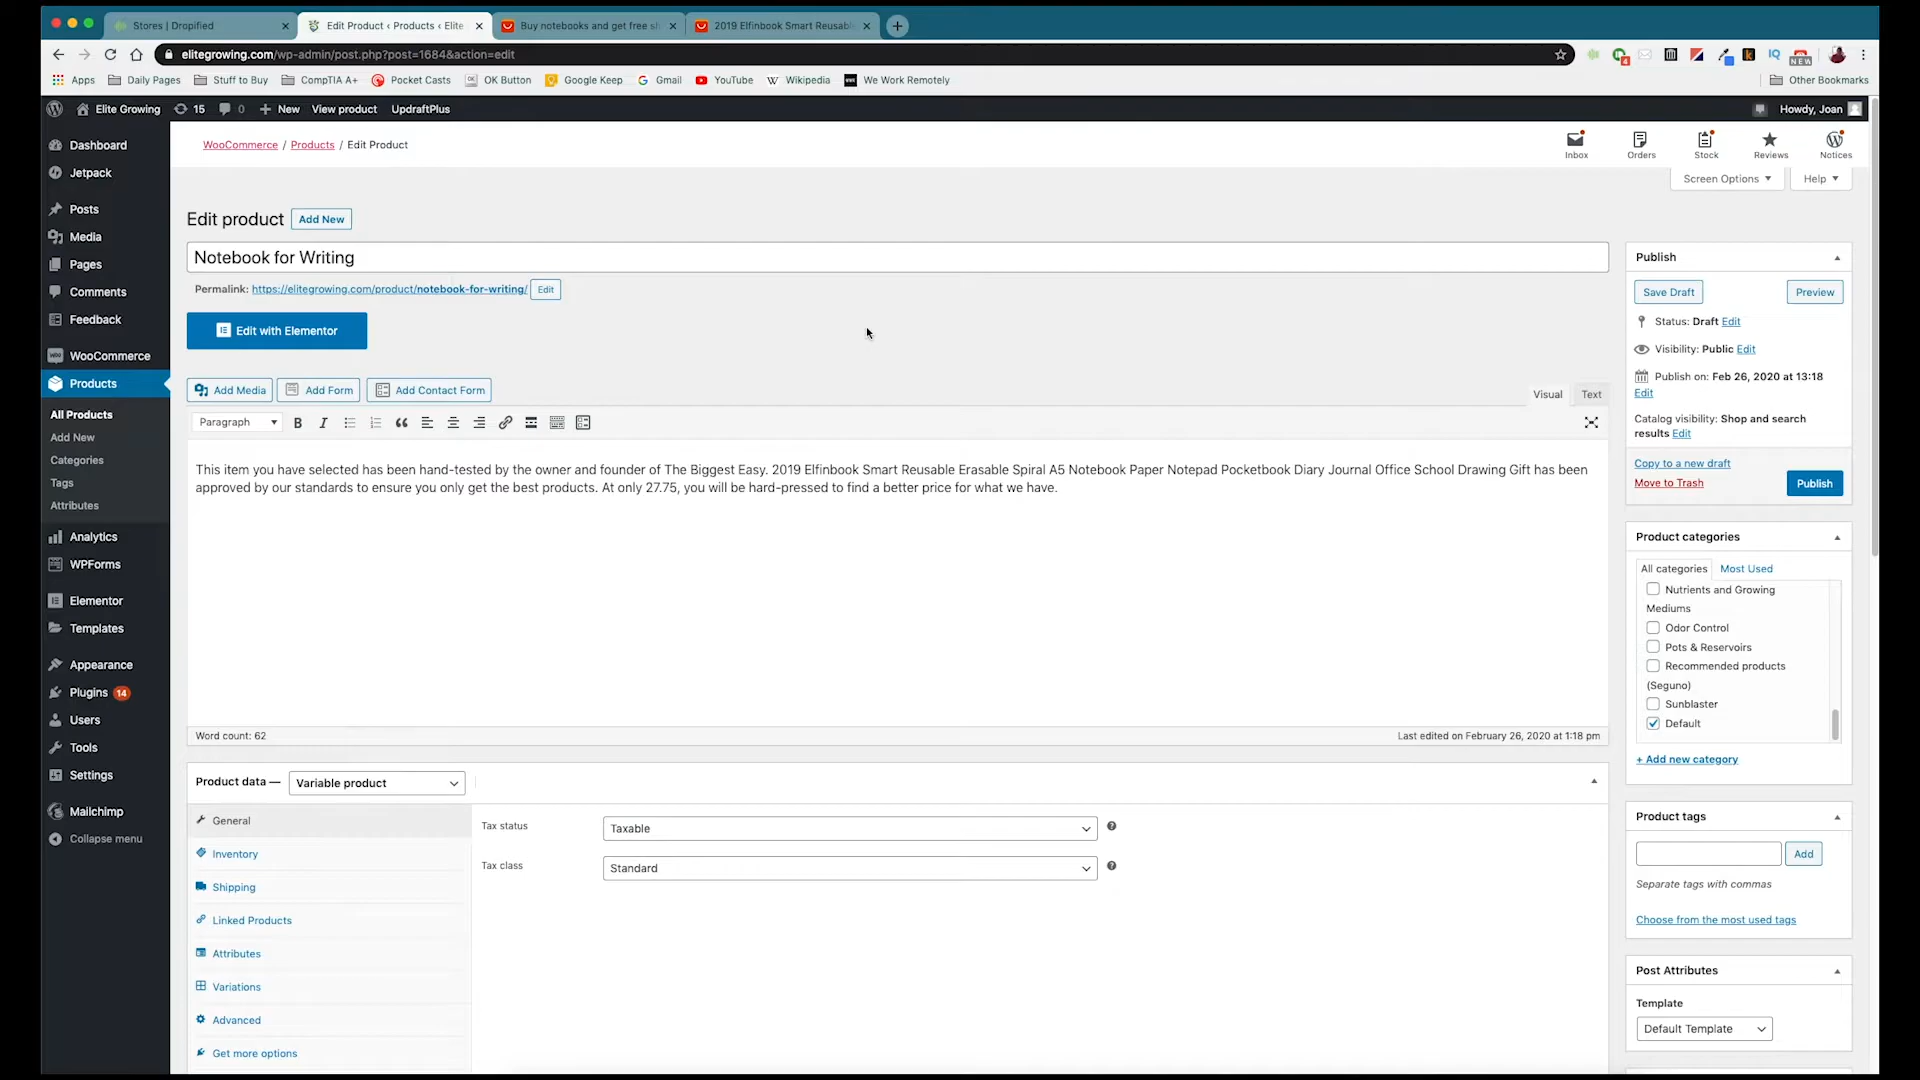 Stores | Dropified
Edit Product ‹ Products ‹ Elite
Buy notebooks and get free sh
2019 Elfinbook Smart Reusabl
elitegrowing.com/wp-admin/post.php?post=1684&action=edit
4
NEW
Apps
Daily Pages
Stuff to Buy
CompTIA A+
Pocket Casts
OK Button
Google Keep
Gmail
YouTube
Wikipedia
We Work Remotely
Other Bookmarks
Elite Growing
15
0
New
View product
UpdraftPlus
Howdy, Joan
Dashboard
Jetpack
Posts
Media
Pages
Comments
Feedback
WooCommerce
Products
All Products
Add New
Categories
Tags
Attributes
Analytics
WPForms
Elementor
Templates
Appearance
Plugins 14
Users
Tools
Settings
Mailchimp
Collapse menu
WooCommerce / Products / Edit Product
Inbox
Orders
Stock
Reviews
Notices
Screen Options
Help
Edit product
Add New
Notebook for Writing
Permalink: https://elitegrowing.com/product/notebook-for-writing/ Edit
Edit with Elementor
Add Media
Add Form
Add Contact Form
Visual
Text
Paragraph
B I
This item you have selected has been hand-tested by the owner and founder of The Biggest Easy. 2019 Elfinbook Smart Reusable Erasable Spiral A5 Notebook Paper Notepad Pocketbook Diary Journal Office School Drawing Gift has been
approved by our standards to ensure you only get the best products. At only 27.75, you will be hard-pressed to find a better price for what we have.
Word count: 62
Last edited on February 26, 2020 at 1:18 pm
Product data —
Variable product
General
Inventory
Shipping
Linked Products
Attributes
Variations
Advanced
Get more options
Tax status
Taxable
Tax class
Standard
Publish
Save Draft
Preview
Status: Draft Edit
Visibility: Public Edit
Publish on: Feb 26, 2020 at 13:18
Edit
Catalog visibility: Shop and search
results Edit
Copy to a new draft
Move to Trash
Publish
Product categories
All categories
Most Used
Nutrients and Growing
Mediums
Odor Control
Pots & Reservoirs
Recommended products
(Seguno)
Sunblaster
Default
+ Add new category
Product tags
Add
Separate tags with commas
Choose from the most used tags
Post Attributes
Template
Default Template